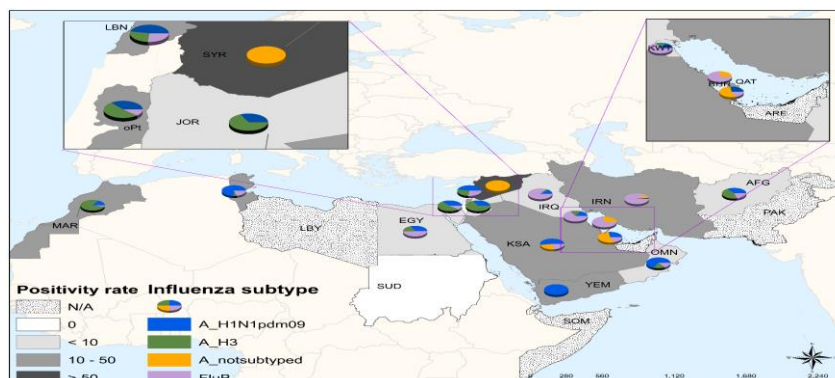 LBN
SYR
oPt
JOR
KWT
BHR
QAT
ARE
MAR
LBY
EGY
SUD
IRQ
IRN
AFG
PAK
KSA
OMN
YEM
SOM
Positivity rate
N/A
0
< 10
10 - 50
> 50
Influenza subtype
A_H1N1pdm09
A_H3
A_notsubtyped
FluB
280 560 1,120 1,680 2,240